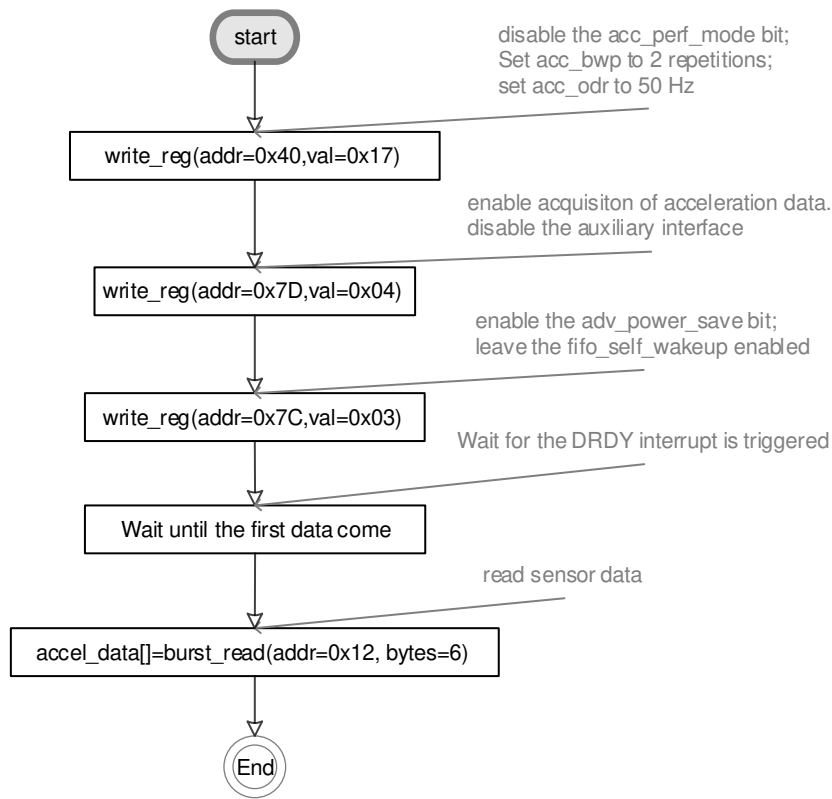 start
disable the acc_perf_mode bit;
Set acc_bwp to 2 repetitions;
set acc_odr to 50 Hz
write_reg(addr=0x40,val=0x17)
enable acquisiton of acceleration data.
disable the auxiliary interface
write_reg(addr=0x7D,val=0x04)
enable the adv_power_save bit;
leave the fifo_self_wakeup enabled
write_reg(addr=0x7C,val=0x03)
Wait for the DRDY interrupt is triggered
Wait until the first data come
read sensor data
accel_data[]=burst_read(addr=0x12, bytes=6)
End